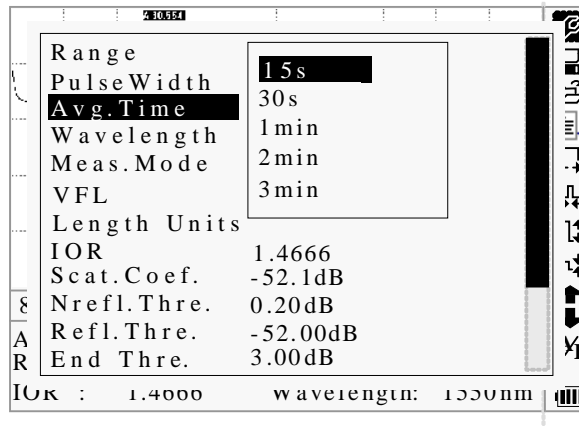 Range
PulseWidth
Avg.Time
Wavelength
Meas.Mode
VFL
Length Units
15s
30s
1min
2min
3min
IOR 1.4666
Scat.Coef. -52.1dB
Nrefl.Thre. 0.20dB
Refl.Thre. -52.00dB
End Thre. 3.00dB
8
A
R
IOR : 1.4666 Wavelength: 1550nm